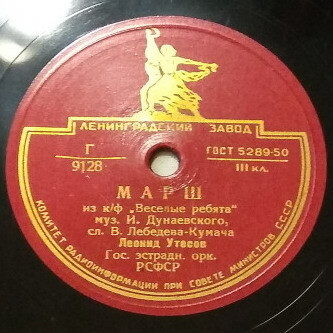 ЛЕНИНГРАДСКИЙ ЗАВОД
Г
9128
ГОСТ 5289-50
III кл.
МАРШ
из к/ф „Веселые ребята"
муз. И. Дунаевского,
сл. В. Лебедева-Кумача
Леонид Утесов
Гос. эстрадн. орк.
РСФСР
КОМИТЕТ РАДИОИНФОРМАЦИИ ПРИ СОВЕТЕ МИНИСТРОВ СССР